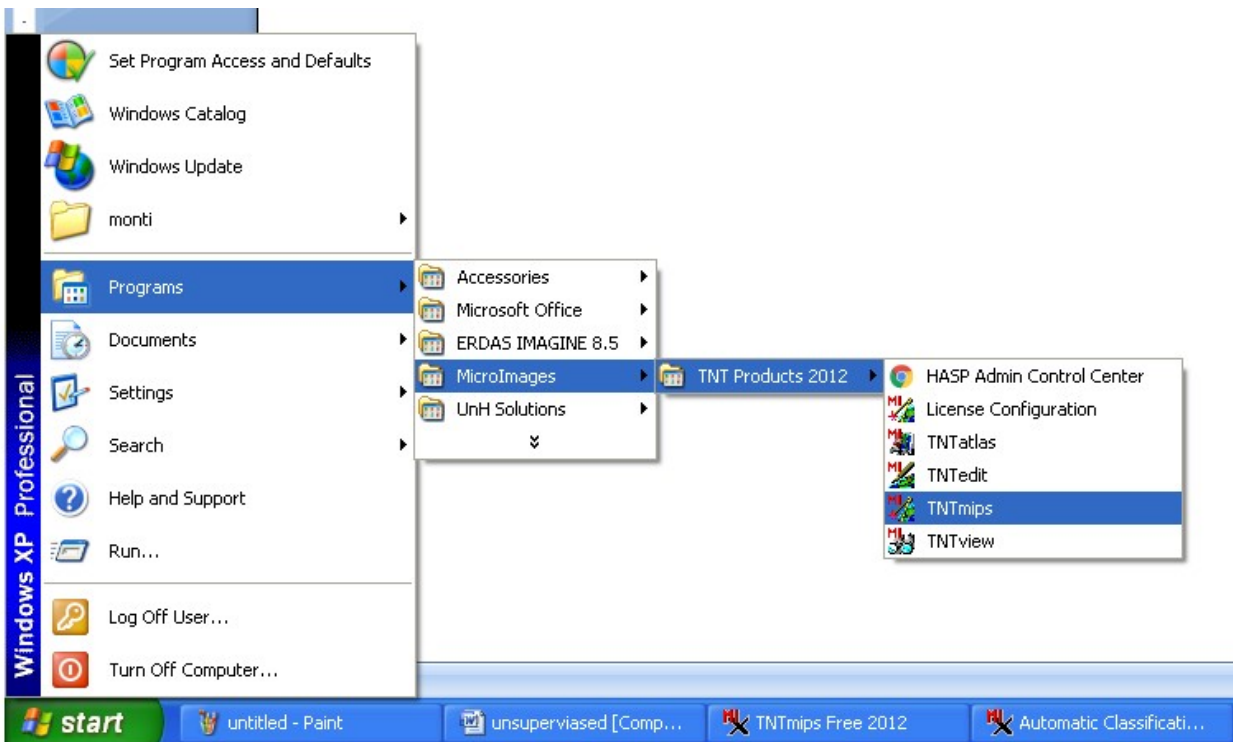 Set Program Access and Defaults
Windows Catalog
Windows Update
monti
Programs
Documents
Settings
Search
Help and Support
Run...
Log Off User...
Turn Off Computer...
Windows XP Professional
Accessories
Microsoft Office
ERDAS IMAGINE 8.5
MicroImages
UnH Solutions
TNT Products 2012
HASP Admin Control Center
License Configuration
TNTatlas
TNTedit
TNTmips
TNTview
start
untitled - Paint
unsuperviased [Comp...
TNTmips Free 2012
Automatic Classificati...